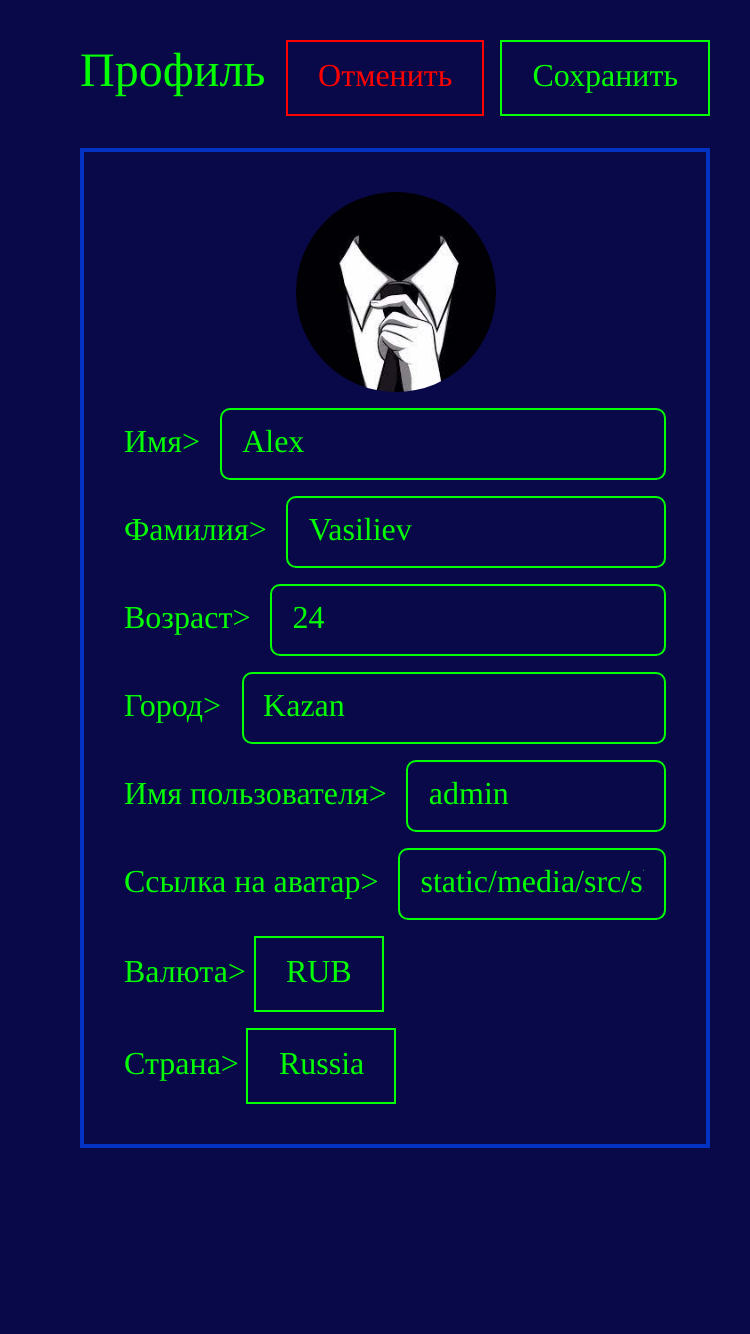 Профиль Отменить Сохранить
Имя> Alex
Фамилия> Vasiliev
Возраст> 24
Город> Kazan
Имя пользователя> admin
Ссылка на аватар> static/media/src/s
Валюта> RUB
Страна> Russia